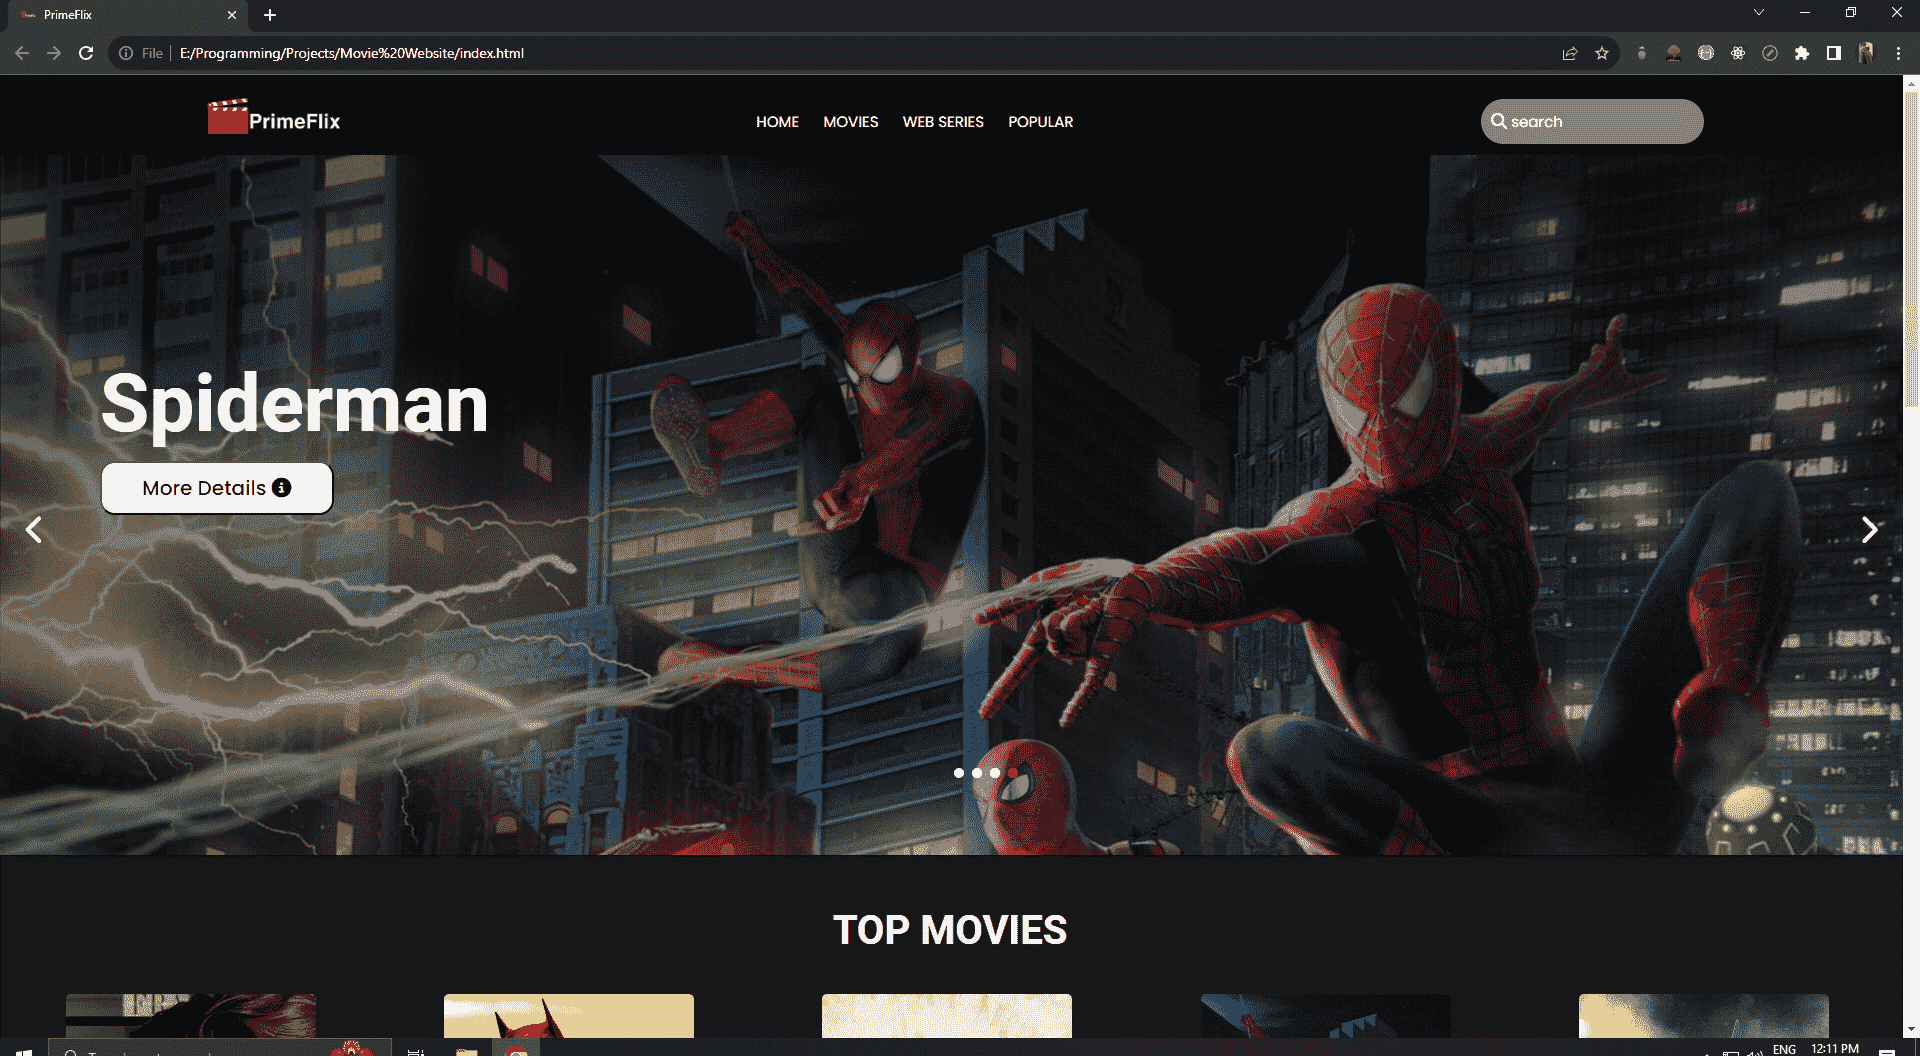 PrimeFlix
File
E:/Programming/Projects/Movie%20Website/index.html
PrimeFlix
HOME MOVIES WEB SERIES POPULAR
search
Spiderman
More Details
TOP MOVIES
ENG 12:11 PM